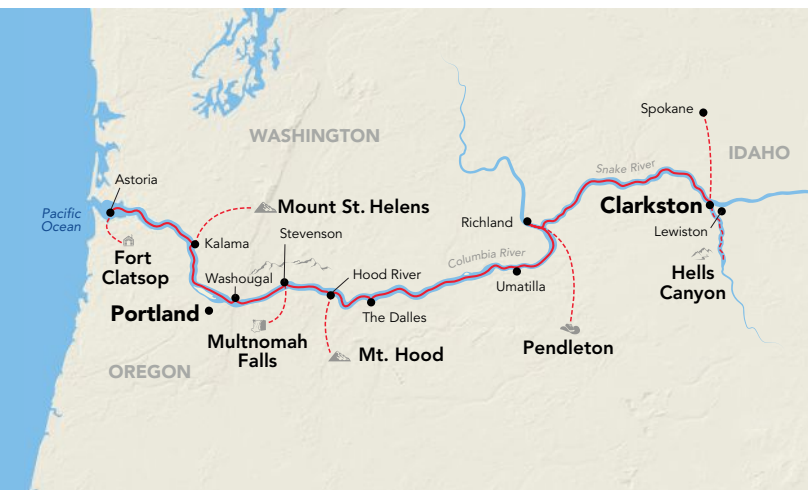 Spokane
WASHINGTON
IDAHO
Snake River
Astoria
Pacific
Ocean
Mount St. Helens
Clarkston
Richland
Lewiston
Stevenson
Kalama
Fort
Clatsop
Columbia River
Hells
Canyon
Washougal
Hood River
Umatilla
Portland
The Dalles
Multnomah
Falls
Mt. Hood
Pendleton
OREGON